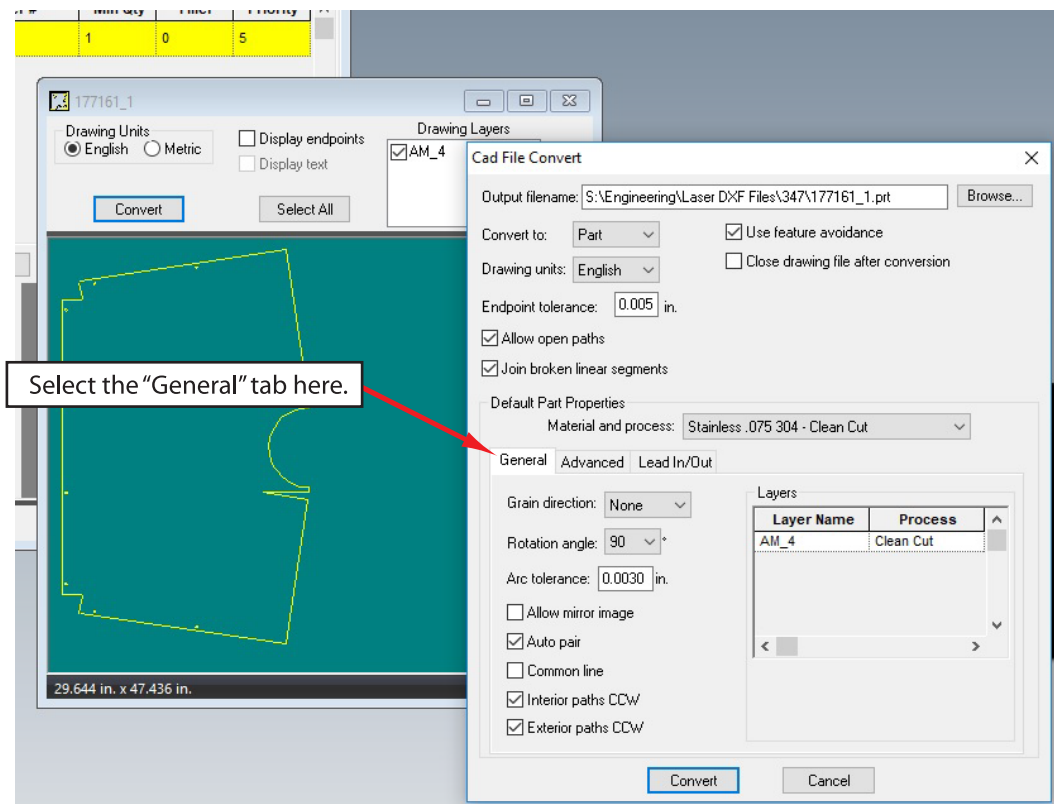 Min Qty Filler Priority
1 0 5
177161_1
Drawing Units
English Metric
Display endpoints
Display text
Drawing Layers
AM_4
Convert
Select All
29.644 in. x 47.436 in.
Select the “General” tab here.
Cad File Convert
Output filename: S:\Engineering\Laser DXF Files\347\177161_1.prt Browse...
Convert to: Part
Use feature avoidance
Drawing units: English
Close drawing file after conversion
Endpoint tolerance: 0.005 in.
Allow open paths
Join broken linear segments
Default Part Properties
Material and process: Stainless .075 304 - Clean Cut
General Advanced Lead In/Out
Grain direction: None
Rotation angle: 90 °
Arc tolerance: 0.0030 in.
Allow mirror image
Auto pair
Common line
Interior paths CCW
Exterior paths CCW
Layers
Layer Name Process
AM_4 Clean Cut
Convert Cancel